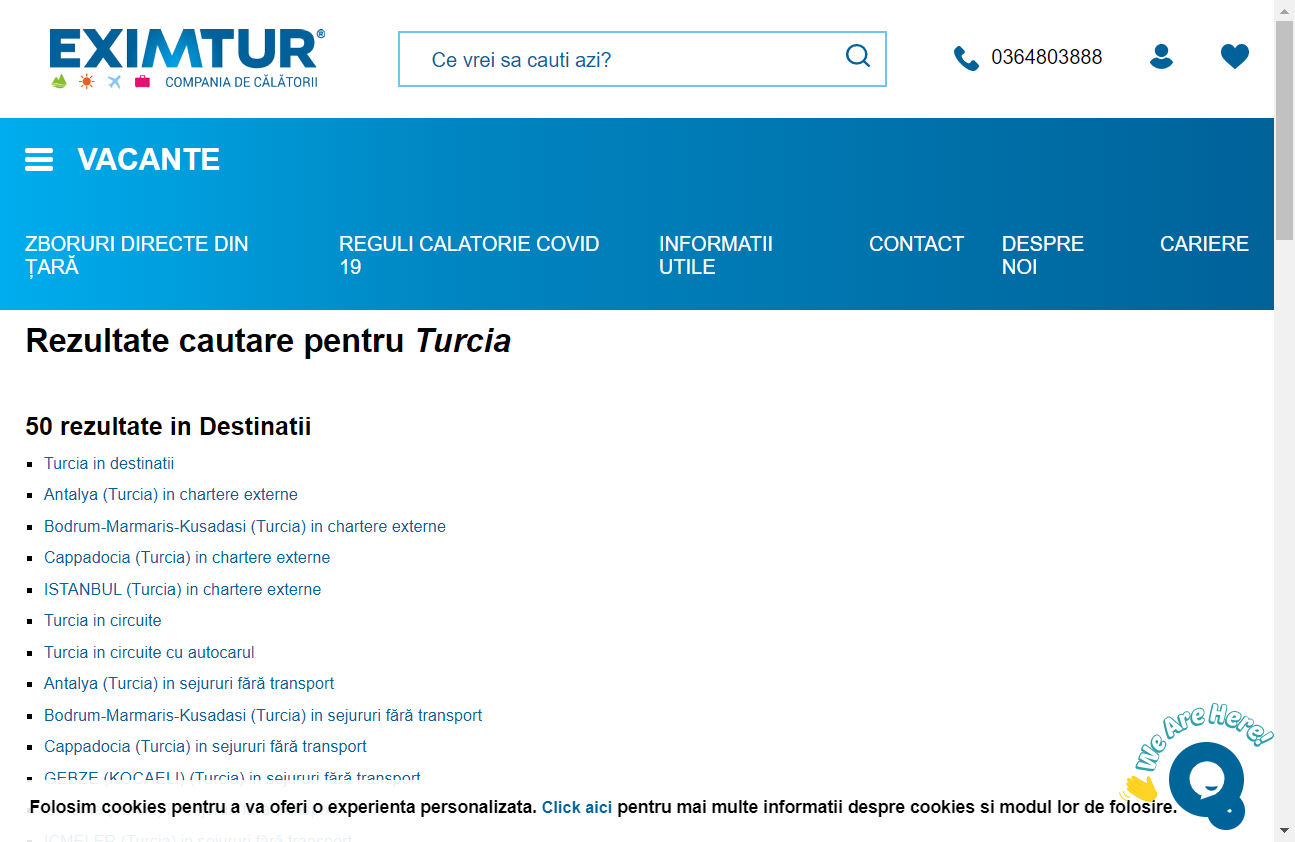 EXIMTUR®
COMPANIA DE CĂLĂTORII
Ce vrei sa cauti azi?
0364803888
VACANTE
ZBORURI DIRECTE DIN
ȚARĂ
REGULI CALATORIE COVID
19
INFORMATII
UTILE
CONTACT
DESPRE
NOI
CARIERE
Rezultate cautare pentru Turcia
50 rezultate in Destinatii
Turcia in destinatii
Antalya (Turcia) in chartere externe
Bodrum-Marmaris-Kusadasi (Turcia) in chartere externe
Cappadocia (Turcia) in chartere externe
ISTANBUL (Turcia) in chartere externe
Turcia in circuite
Turcia in circuite cu autocarul
Antalya (Turcia) in sejururi fără transport
Bodrum-Marmaris-Kusadasi (Turcia) in sejururi fără transport
Cappadocia (Turcia) in sejururi fără transport
GEBZE (KOCAELI) (Turcia) in sejururi fără transport
We Are Here!
Folosim cookies pentru a va oferi o experienta personalizata. Click aici pentru mai multe informatii despre cookies si modul lor de folosire.
ICMELER (Turcia) in sejururi fără transport